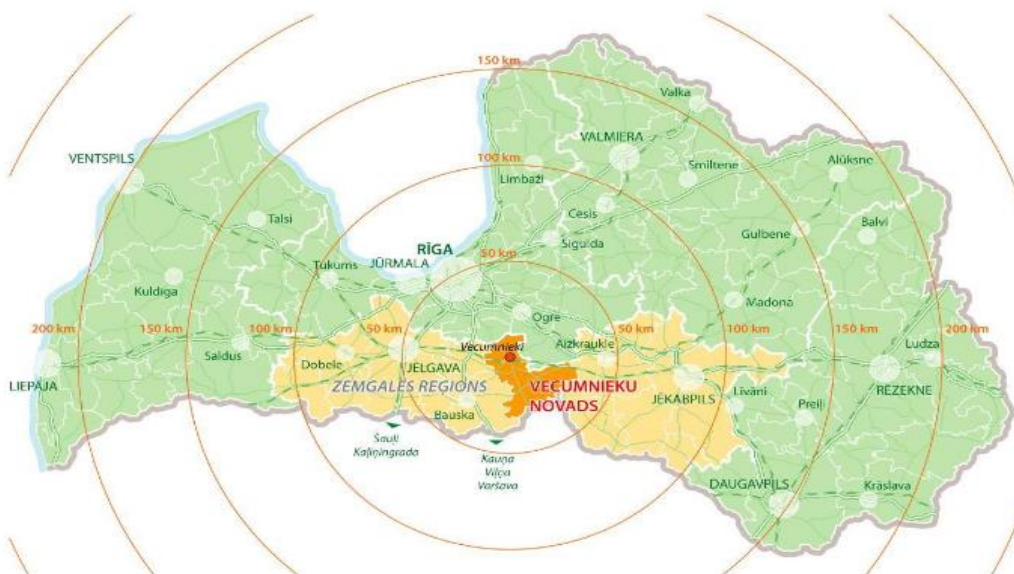 150 km
Valka
VALMIERA
VENTSPILS
100 km
Smiltene
Alūksne
Limbaži
Cēsis
Talsi
Balvi
Gulbene
Sigulda
RĪGA
50 km
JŪRMALA
Tukums
Kuldīga
Madona
Ogre
200 km
150 km
100 km
50 km
50 km
100 km
150 km
200 km
Vecumnieki
Aizkraukle
Saldus
Ludza
Dobele
LIEPĀJA
JELGAVA
RĒZEKNE
ZEMGALES REĢIONS
VECUMNIEKU
NOVADS
JĒKABPILS
Līvāni
Preiļi
Bauska
Šauļi
Kaļiņingrada
Kauņa
Viļņa
Varšava
DAUGAVPILS
Krāslava